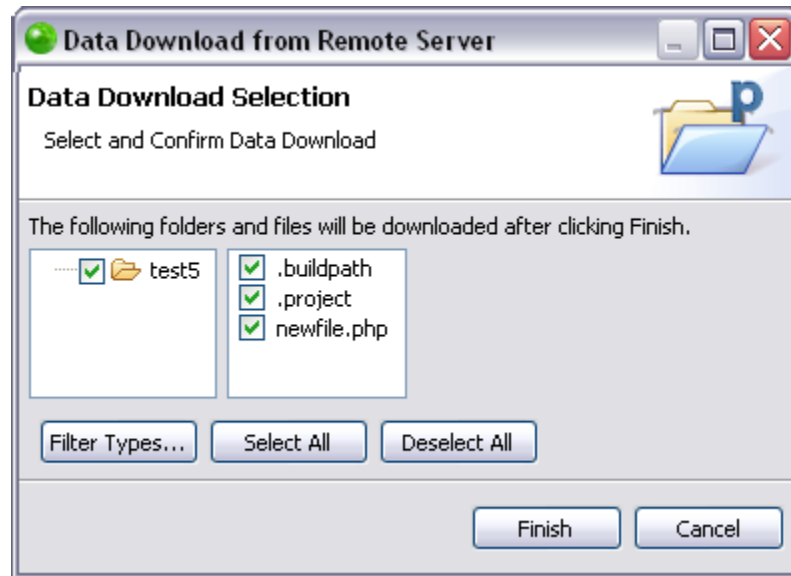 Data Download from Remote Server
Data Download Selection
Select and Confirm Data Download
p
The following folders and files will be downloaded after clicking Finish.
test5
.buildpath
.project
newfile.php
Filter Types...
Select All
Deselect All
Finish
Cancel